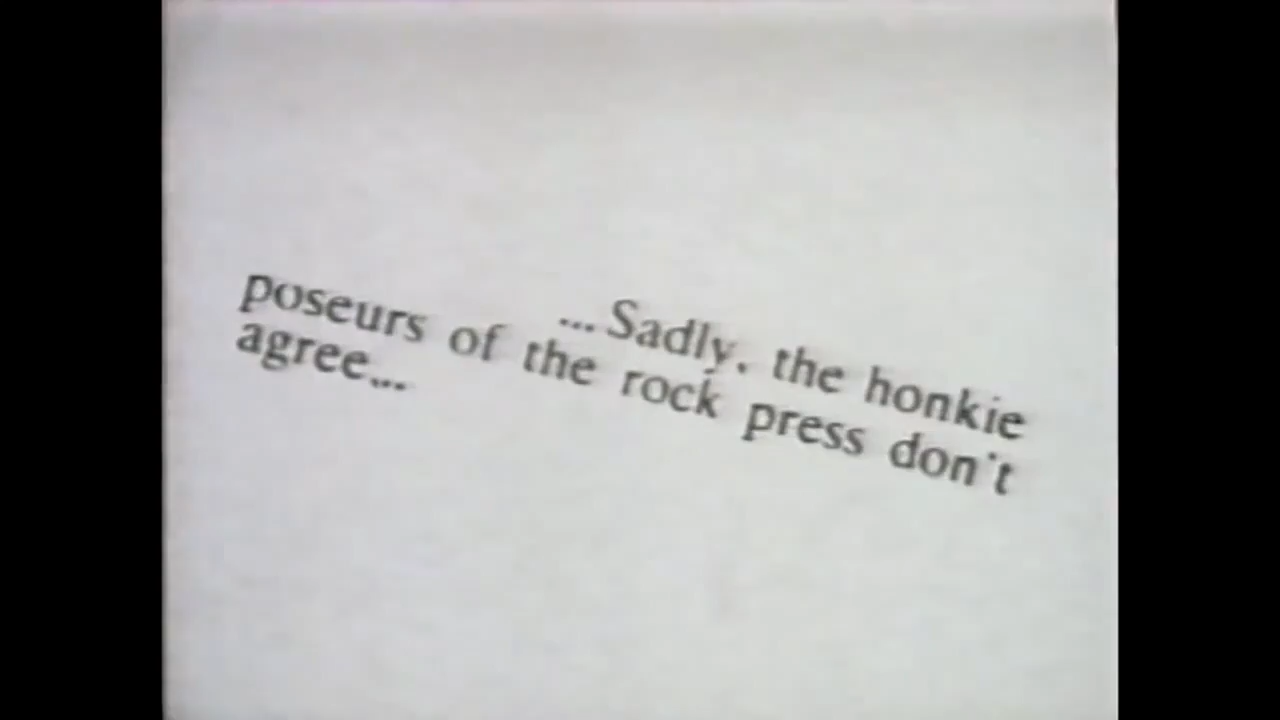 ...Sadly, the honkie
poseurs of the rock press don't
agree...